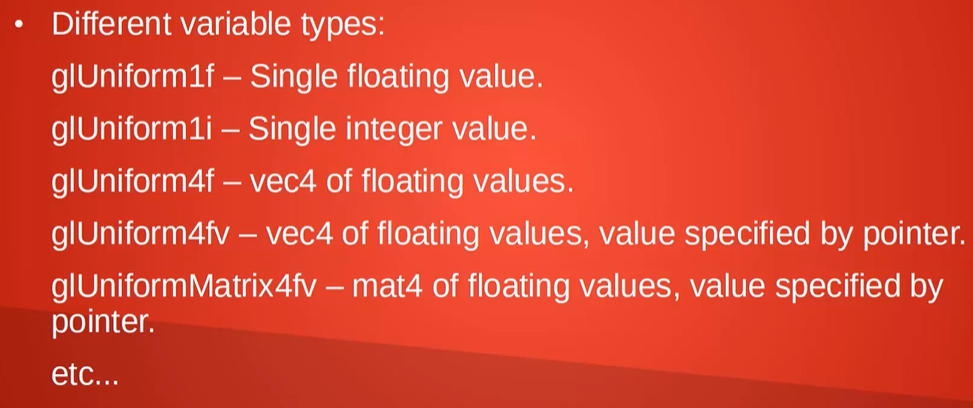 • Different variable types:
glUniform1f – Single floating value.
glUniform1i – Single integer value.
glUniform4f – vec4 of floating values.
glUniform4fv – vec4 of floating values, value specified by pointer.
glUniformMatrix4fv – mat4 of floating values, value specified by
pointer.
etc...